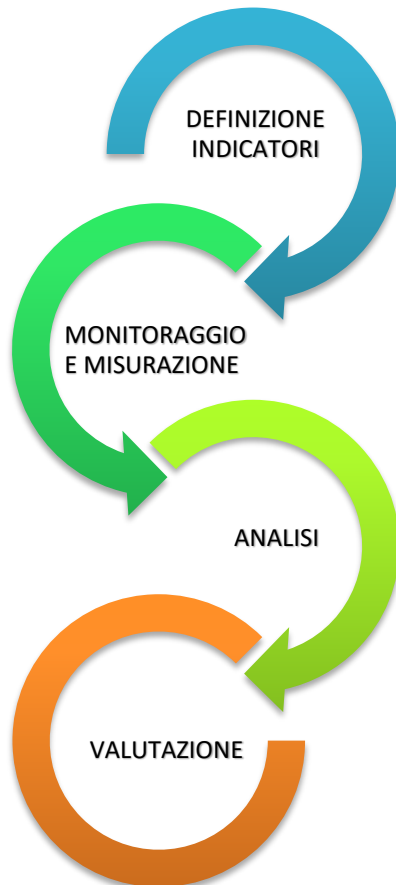 DEFINIZIONE
INDICATORI
MONITORAGGIO
E MISURAZIONE
ANALISI
VALUTAZIONE